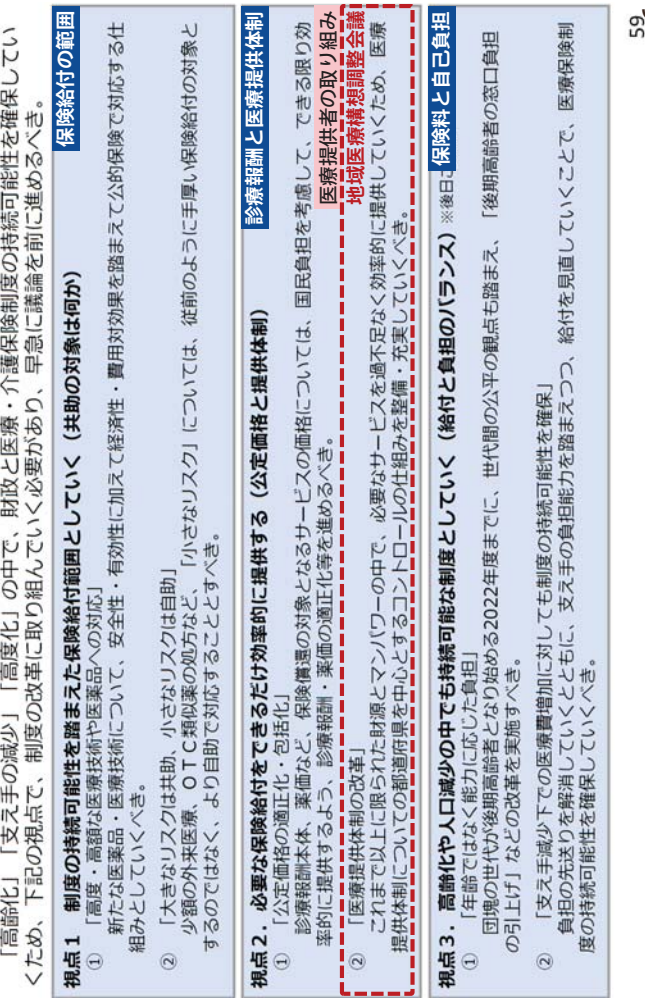 「高齢化」「支え手の減少」「高度化」の中で、財政と医療・介護保険制度の持続可能性を確保してい
くため、下記の視点で、制度の改革に取り組んでいく必要があり、早急に議論を前に進めるべき。
保険給付の範囲
視点1 制度の持続可能性を踏まえた保険給付範囲としていく（共助の対象は何か）
① 「高度・高額な医療技術や医薬品への対応」
新たな医薬品・医療技術について、安全性・有効性に加えて経済性・費用対効果を踏まえて公的保険で対応する仕
組みとしていくべき。
② 「大きなリスクは共助、小さなリスクは自助」
少額の外来医療、ＯＴＣ類似薬の処方など、「小さなリスク」については、従前のように手厚い保険給付の対象と
するのではなく、より自助で対応することとすべき。
診療報酬と医療提供体制
視点2．必要な保険給付をできるだけ効率的に提供する（公定価格と提供体制）
① 「公定価格の適正化・包括化」
診療報酬本体、薬価など、保険償還の対象となるサービスの価格については、国民負担を考慮して、できる限り効
率的に提供するよう、診療報酬・薬価の適正化等を進めるべき。
医療提供者の取り組み
地域医療構想調整会議
② 「医療提供体制の改革」
これまで以上に限られた財源とマンパワーの中で、必要なサービスを過不足なく効率的に提供していくため、医療
提供体制についての都道府県を中心とするコントロールの仕組みを整備・充実していくべき。
保険料と自己負担
視点3．高齢化や人口減少の中でも持続可能な制度としていく（給付と負担のバランス）※後日
① 「年齢ではなく能力に応じた負担」
団塊の世代が後期高齢者となり始める2022年度までに、世代間の公平の観点も踏まえ、「後期高齢者の窓口負担
の引上げ」などの改革を実施すべき。
② 「支え手減少下での医療費増加に対しても制度の持続可能性を確保」
負担の先送りを解消していくとともに、支え手の負担能力を踏まえつつ、給付を見直していくことで、医療保険制
度の持続可能性を確保していくべき。
59